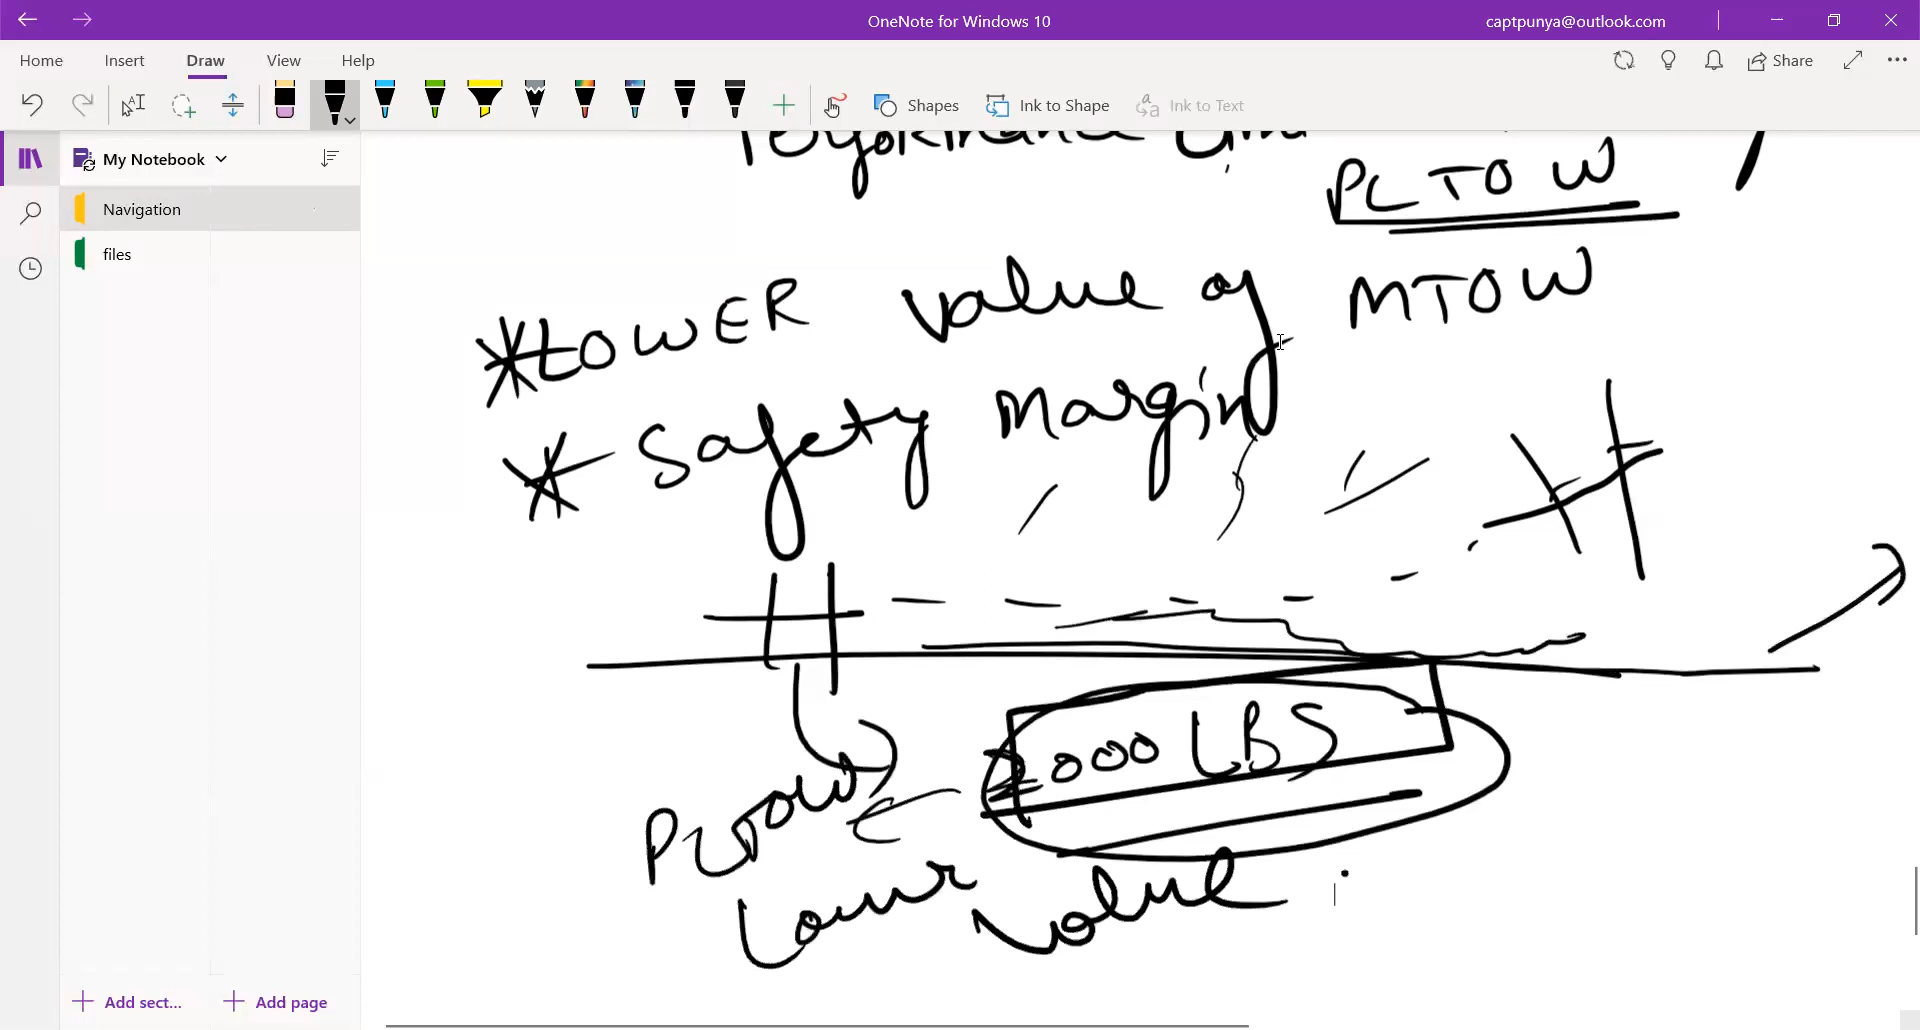 OneNote for Windows 10
captpunya@outlook.com
Home Insert Draw View Help
Share
Shapes Ink to Shape Ink to Text
My Notebook
Navigation
files
Performance
PLTOW
*LOWER value of MTOW
* Safety Margin
2000 LBS
PLTOW
Lower value
Add sect... Add page